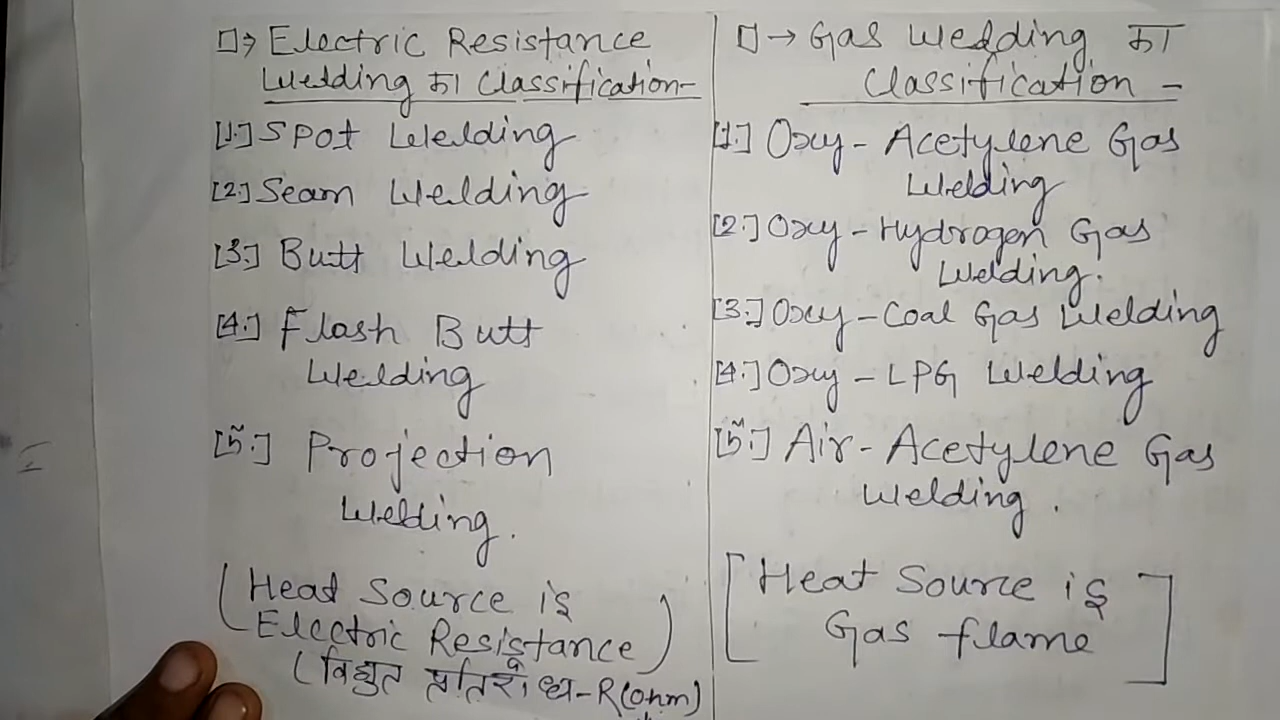 □→ Electric Resistance
Welding का Classification-
[1.] Spot Welding
[2.] Seam Welding
[3.] Butt Welding
[4.] Flash Butt
Welding
[5.] Projection
Welding.
(Heat Source is
Electric Resistance)
(विद्युत प्रतिरोध-R(ohm)
□→ Gas Welding का
Classification -
[1.] Oxy-Acetylene Gas
Welding
[2.] Oxy-Hydrogen Gas
Welding.
[3.] Oxy-Coal Gas Welding
[4.] Oxy-LPG Welding
[5.] Air-Acetylene Gas
Welding.
[Heat Source is
Gas flame]